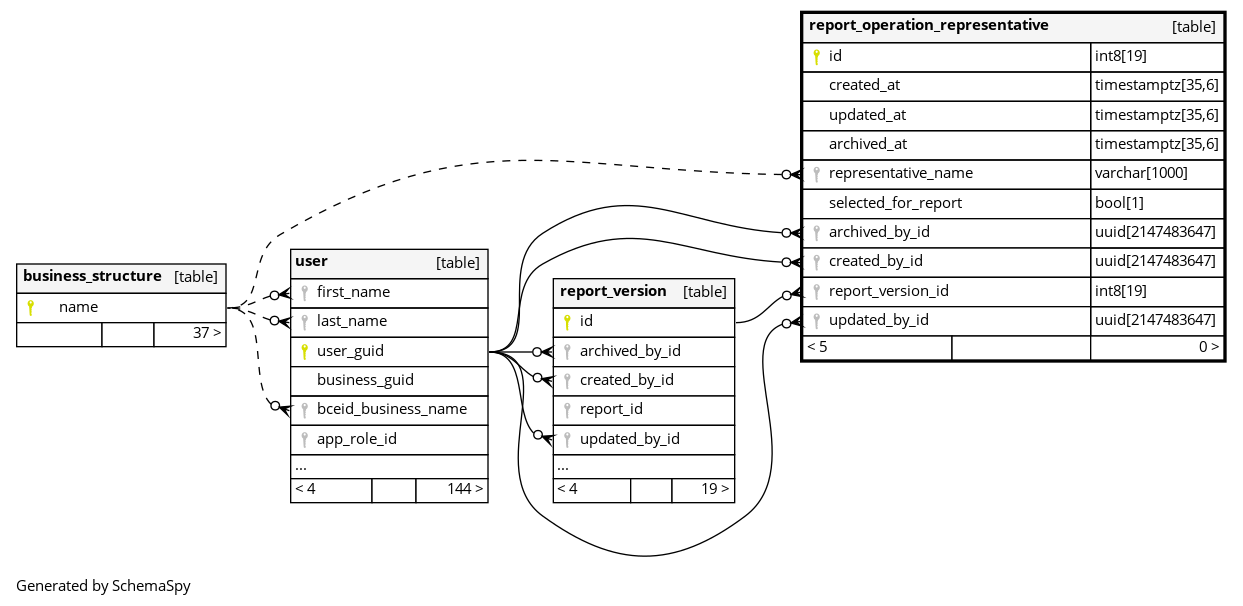 report_operation_representative [table]
id int8[19]
created_at timestamptz[35,6]
updated_at timestamptz[35,6]
archived_at timestamptz[35,6]
representative_name varchar[1000]
selected_for_report bool[1]
archived_by_id uuid[2147483647]
created_by_id uuid[2147483647]
report_version_id int8[19]
updated_by_id uuid[2147483647]
< 5 0 >
business_structure [table]
name
37 >
user [table]
first_name
last_name
user_guid
business_guid
bceid_business_name
app_role_id
...
< 4 144 >
report_version [table]
id
archived_by_id
created_by_id
report_id
updated_by_id
...
< 4 19 >
Generated by SchemaSpy